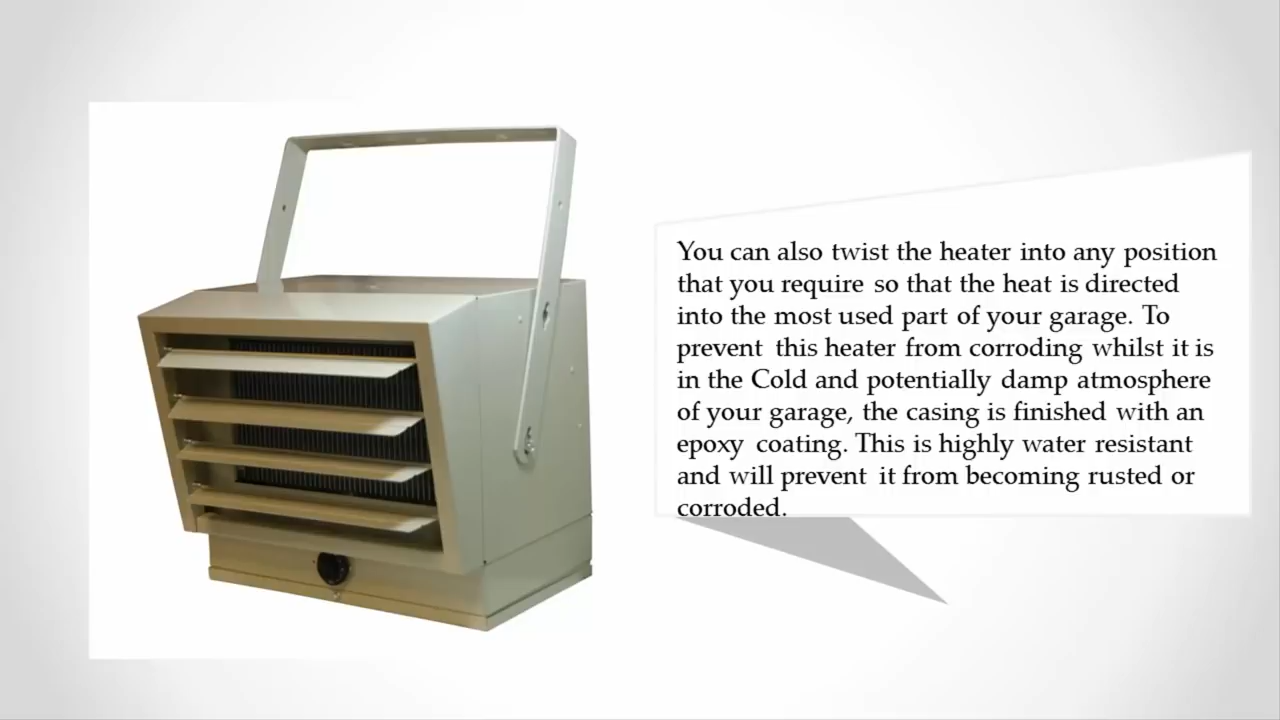 You can also twist the heater into any position
that you require so that the heat is directed
into the most used part of your garage. To
prevent this heater from corroding whilst it is
in the Cold and potentially damp atmosphere
of your garage, the casing is finished with an
epoxy coating. This is highly water resistant
and will prevent it from becoming rusted or
corroded.